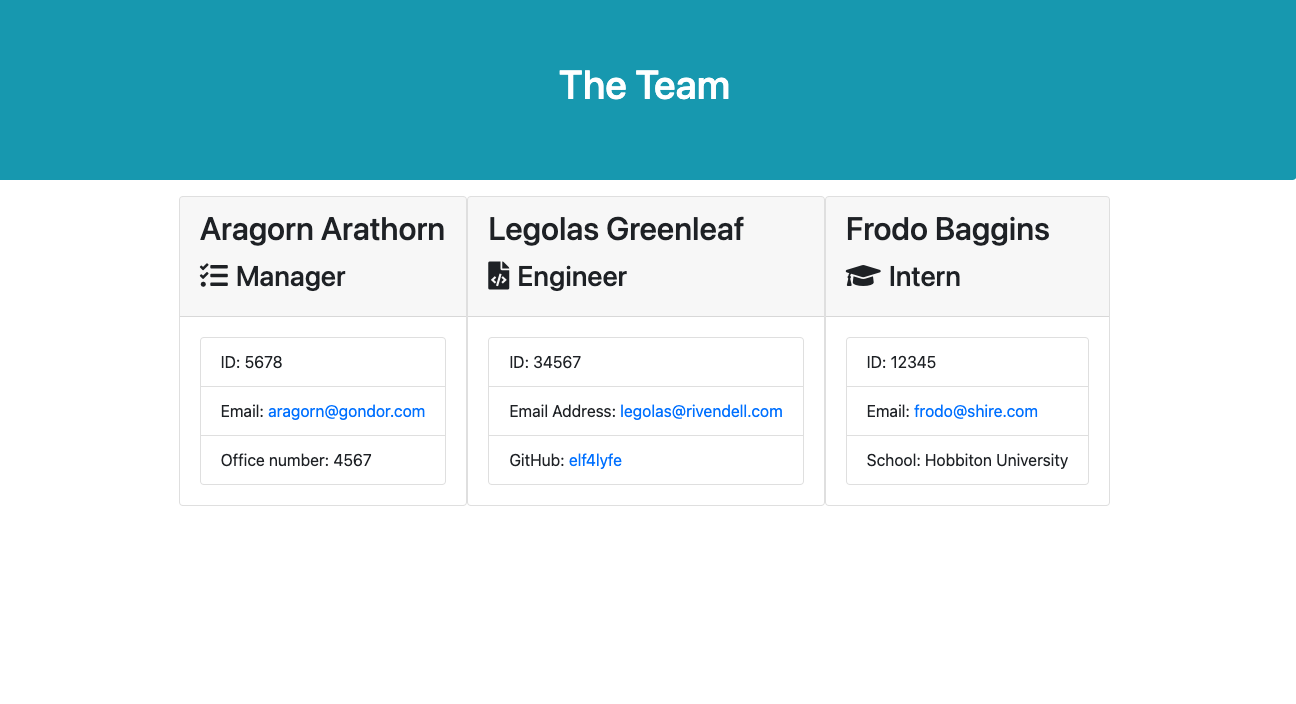 The Team
Aragorn Arathorn
Manager
ID: 5678
Email: aragorn@gondor.com
Office number: 4567
Legolas Greenleaf
Engineer
ID: 34567
Email Address: legolas@rivendell.com
GitHub: elf4lyfe
Frodo Baggins
Intern
ID: 12345
Email: frodo@shire.com
School: Hobbiton University